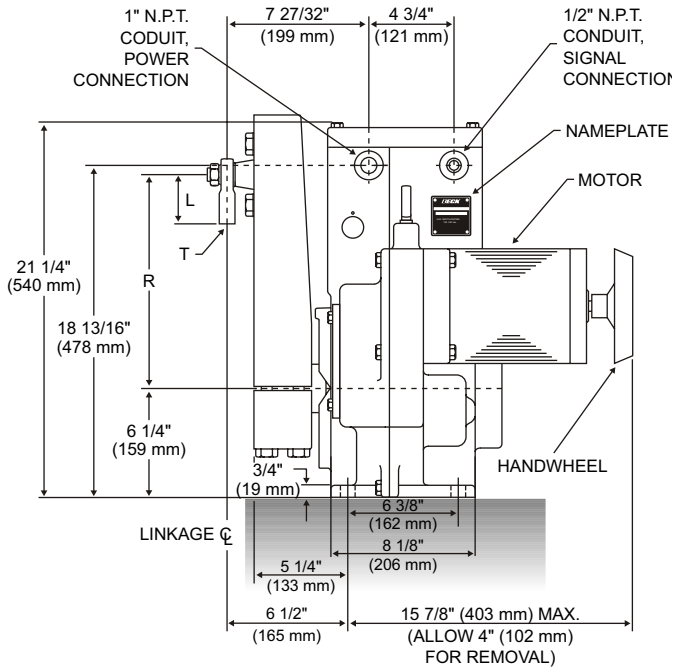 1" N.P.T.
CODUIT,
POWER
CONNECTION
7 27/32"
(199 mm)
4 3/4"
(121 mm)
1/2" N.P.T.
CONDUIT,
SIGNAL
CONNECTION
NAMEPLATE
BECK
MOTOR
L
T
R
21 1/4"
(540 mm)
18 13/16"
(478 mm)
6 1/4"
(159 mm)
3/4"
(19 mm)
HANDWHEEL
6 3/8"
(162 mm)
LINKAGE ℄
8 1/8"
(206 mm)
5 1/4"
(133 mm)
6 1/2"
(165 mm)
15 7/8" (403 mm) MAX.
(ALLOW 4" (102 mm)
FOR REMOVAL)